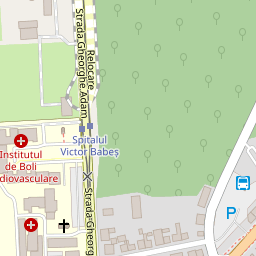 Strada Gheorghe Adam
Relocare
Spitalul
Victor Babeș
Institutul
de Boli
diovasculare
Strada Gheorg
P